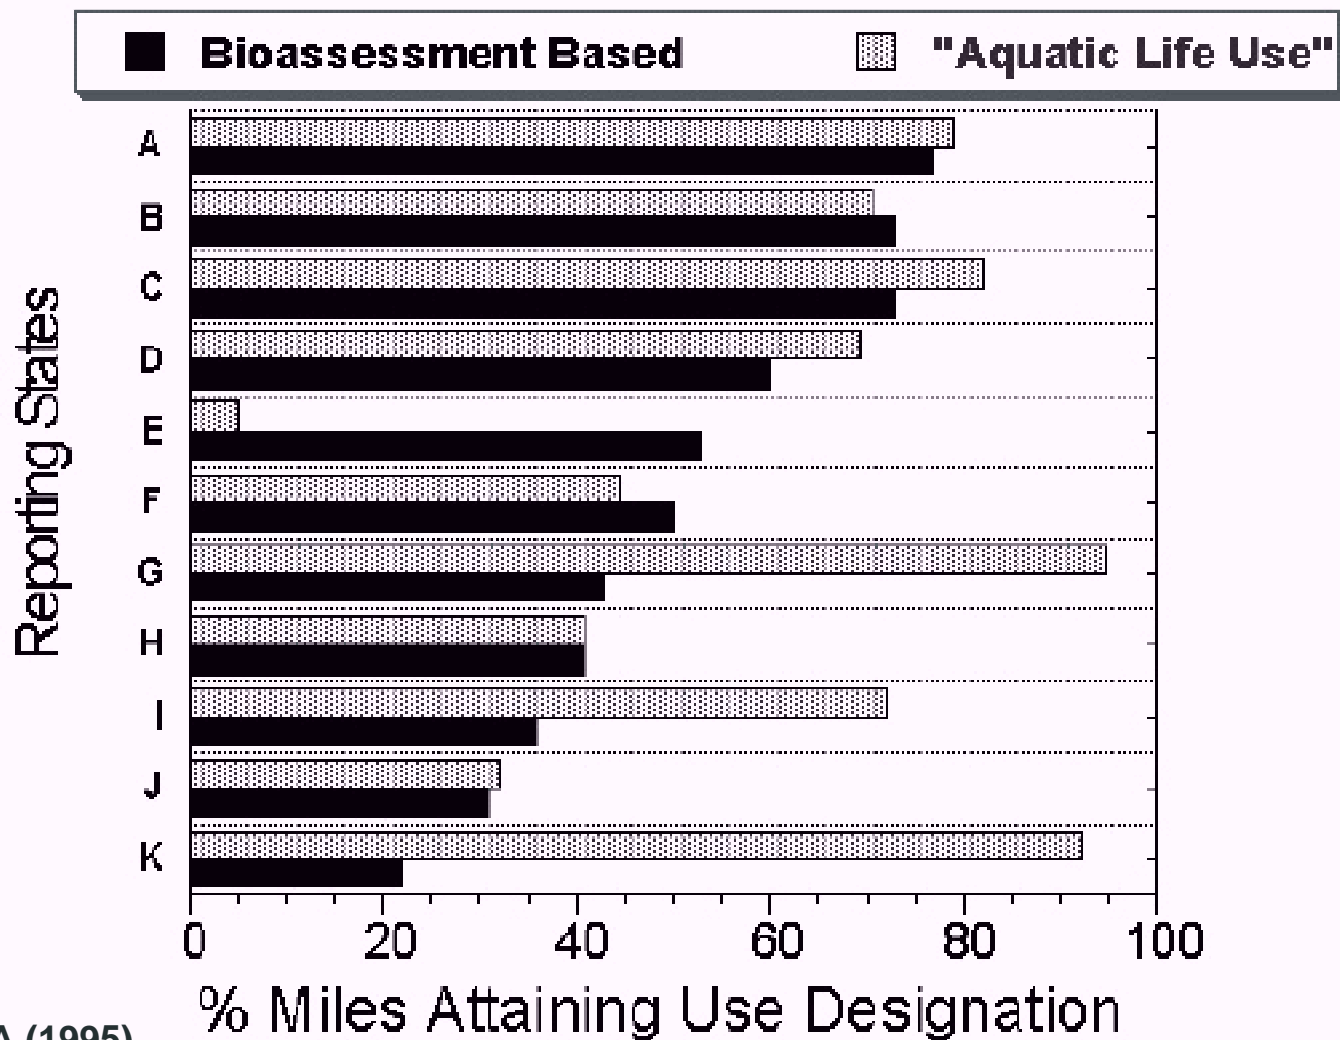 Bioassessment Based "Aquatic Life Use"
A
B
C
D
E
F
G
H
I
J
K
Reporting States
0 20 40 60 80 100
% Miles Attaining Use Designation
A (1995)